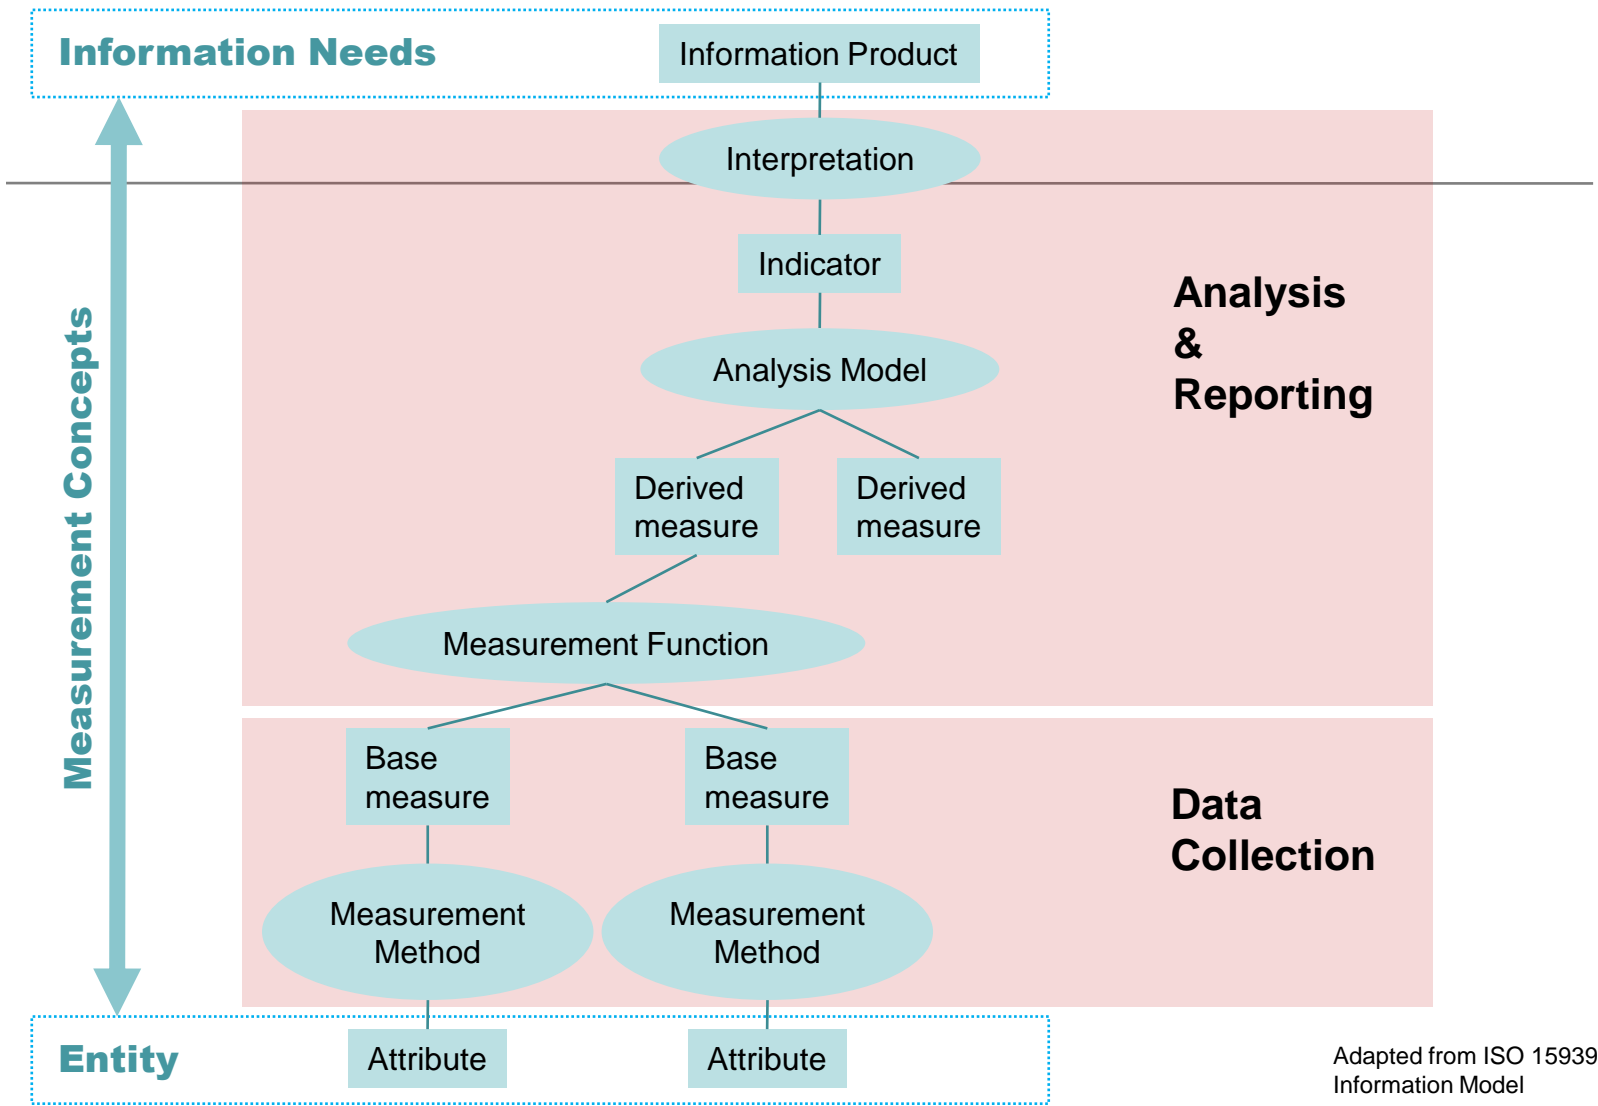 Information Needs
Information Product
Interpretation
Indicator
Analysis
&
Reporting
Measurement Concepts
Analysis Model
Derived
measure
Derived
measure
Measurement Function
Base
measure
Base
measure
Data
Collection
Measurement
Method
Measurement
Method
Entity
Attribute
Attribute
Adapted from ISO 15939
Information Model